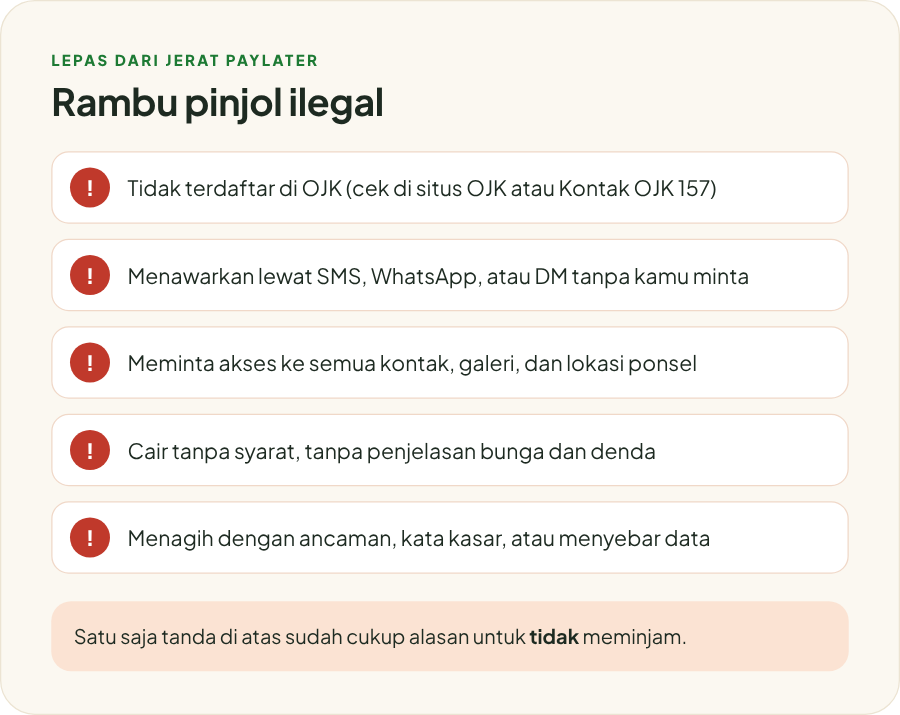 LEPAS DARI JERAT PAYLATER
Rambu pinjol ilegal
! Tidak terdaftar di OJK (cek di situs OJK atau Kontak OJK 157)
! Menawarkan lewat SMS, WhatsApp, atau DM tanpa kamu minta
! Meminta akses ke semua kontak, galeri, dan lokasi ponsel
! Cair tanpa syarat, tanpa penjelasan bunga dan denda
! Menagih dengan ancaman, kata kasar, atau menyebar data
Satu saja tanda di atas sudah cukup alasan untuk tidak meminjam.